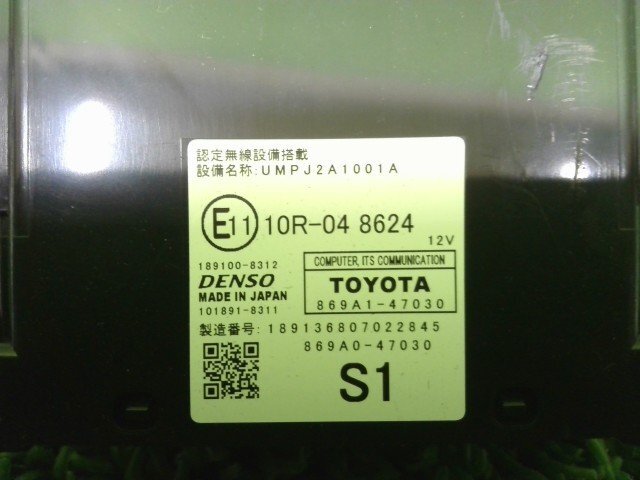 認定無線設備搭載
設備名称:UMPJ2A1001A
E11 10R-04 8624
12V
189100-8312
DENSO
MADE IN JAPAN
101891-8311
COMPUTER, ITS COMMUNICATION
TOYOTA
869A1-47030
製造番号: 189136807022845
869A0-47030
S1